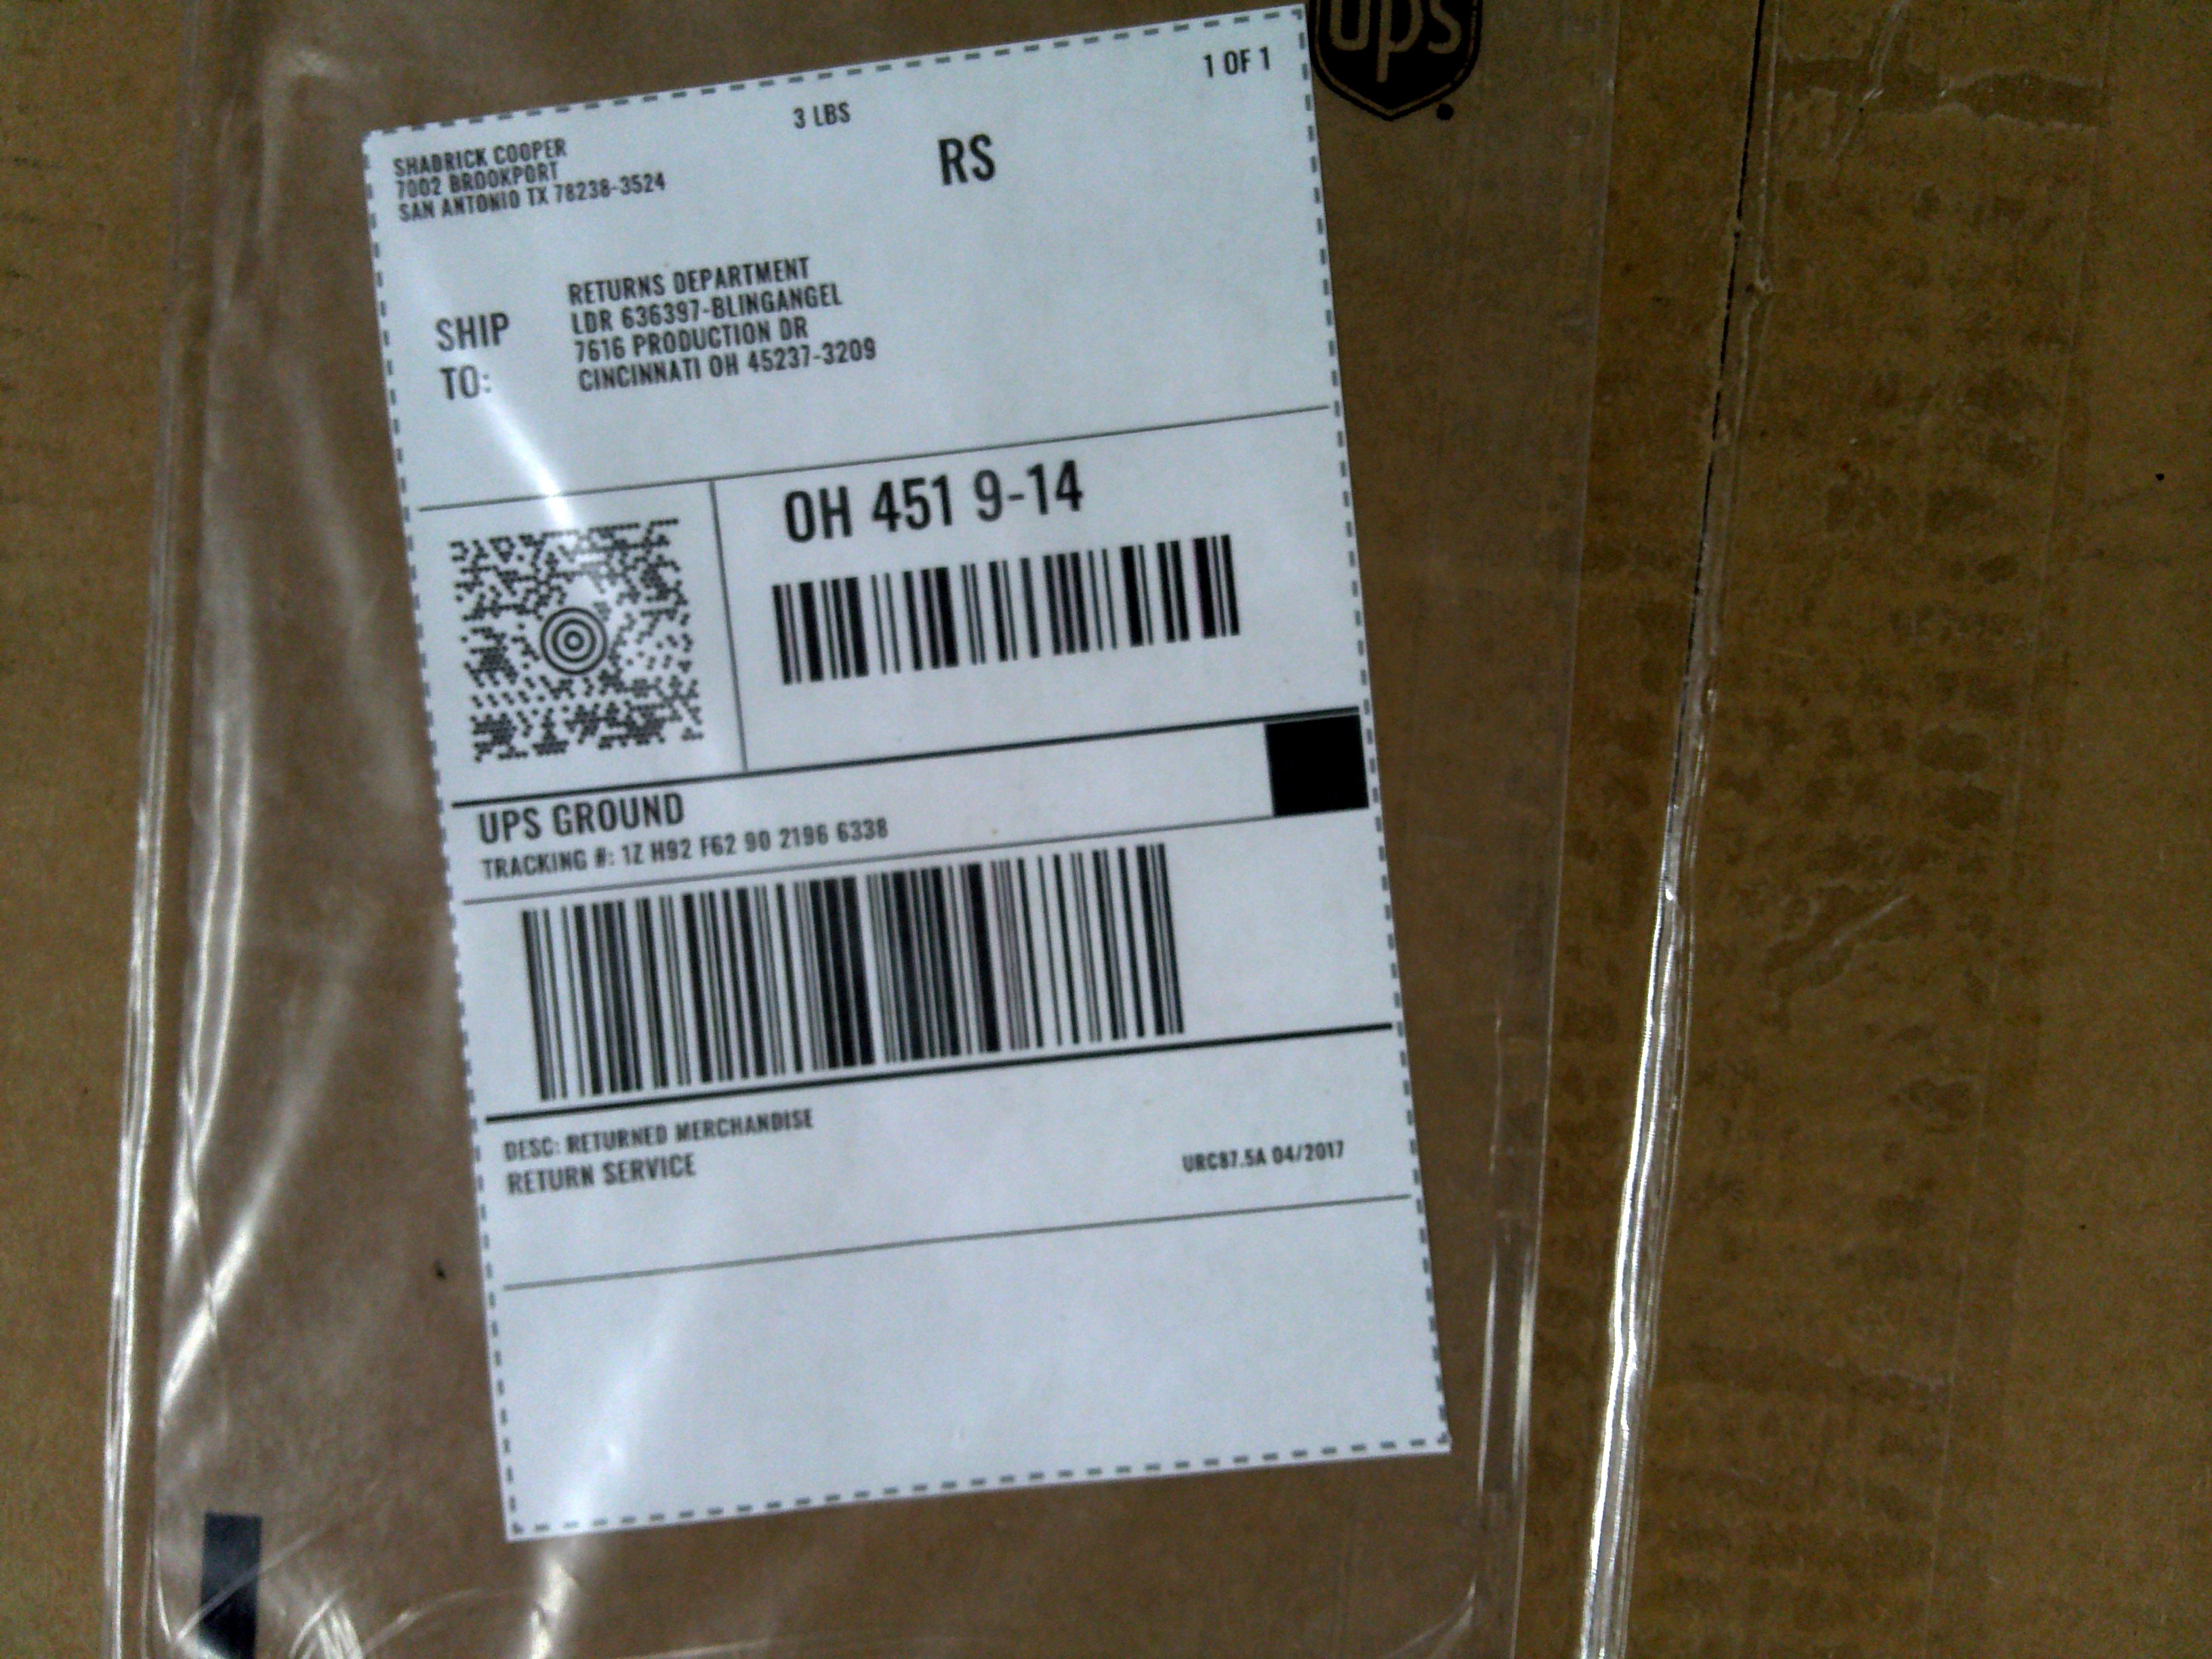 ups
1 OF 1
3 LBS
RS
SHADRICK COOPER
7002 BROOKPORT
SAN ANTONIO TX 78238-3524
SHIP TO:
RETURNS DEPARTMENT
LDR 636397-BLINGANGEL
7616 PRODUCTION DR
CINCINNATI OH 45237-3209
OH 451 9-14
UPS GROUND
TRACKING #: 1Z H92 F62 90 2196 6338
DESC: RETURNED MERCHANDISE
RETURN SERVICE
URC87.5A 04/2017